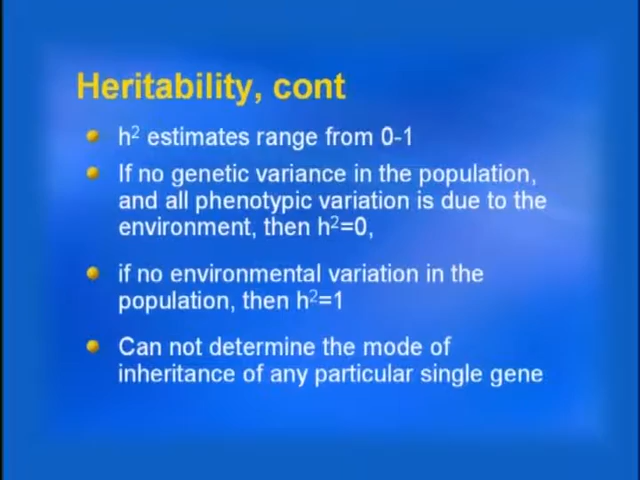 Heritability, cont
h² estimates range from 0-1
If no genetic variance in the population,
and all phenotypic variation is due to the
environment, then h²=0,
if no environmental variation in the
population, then h²=1
Can not determine the mode of
inheritance of any particular single gene